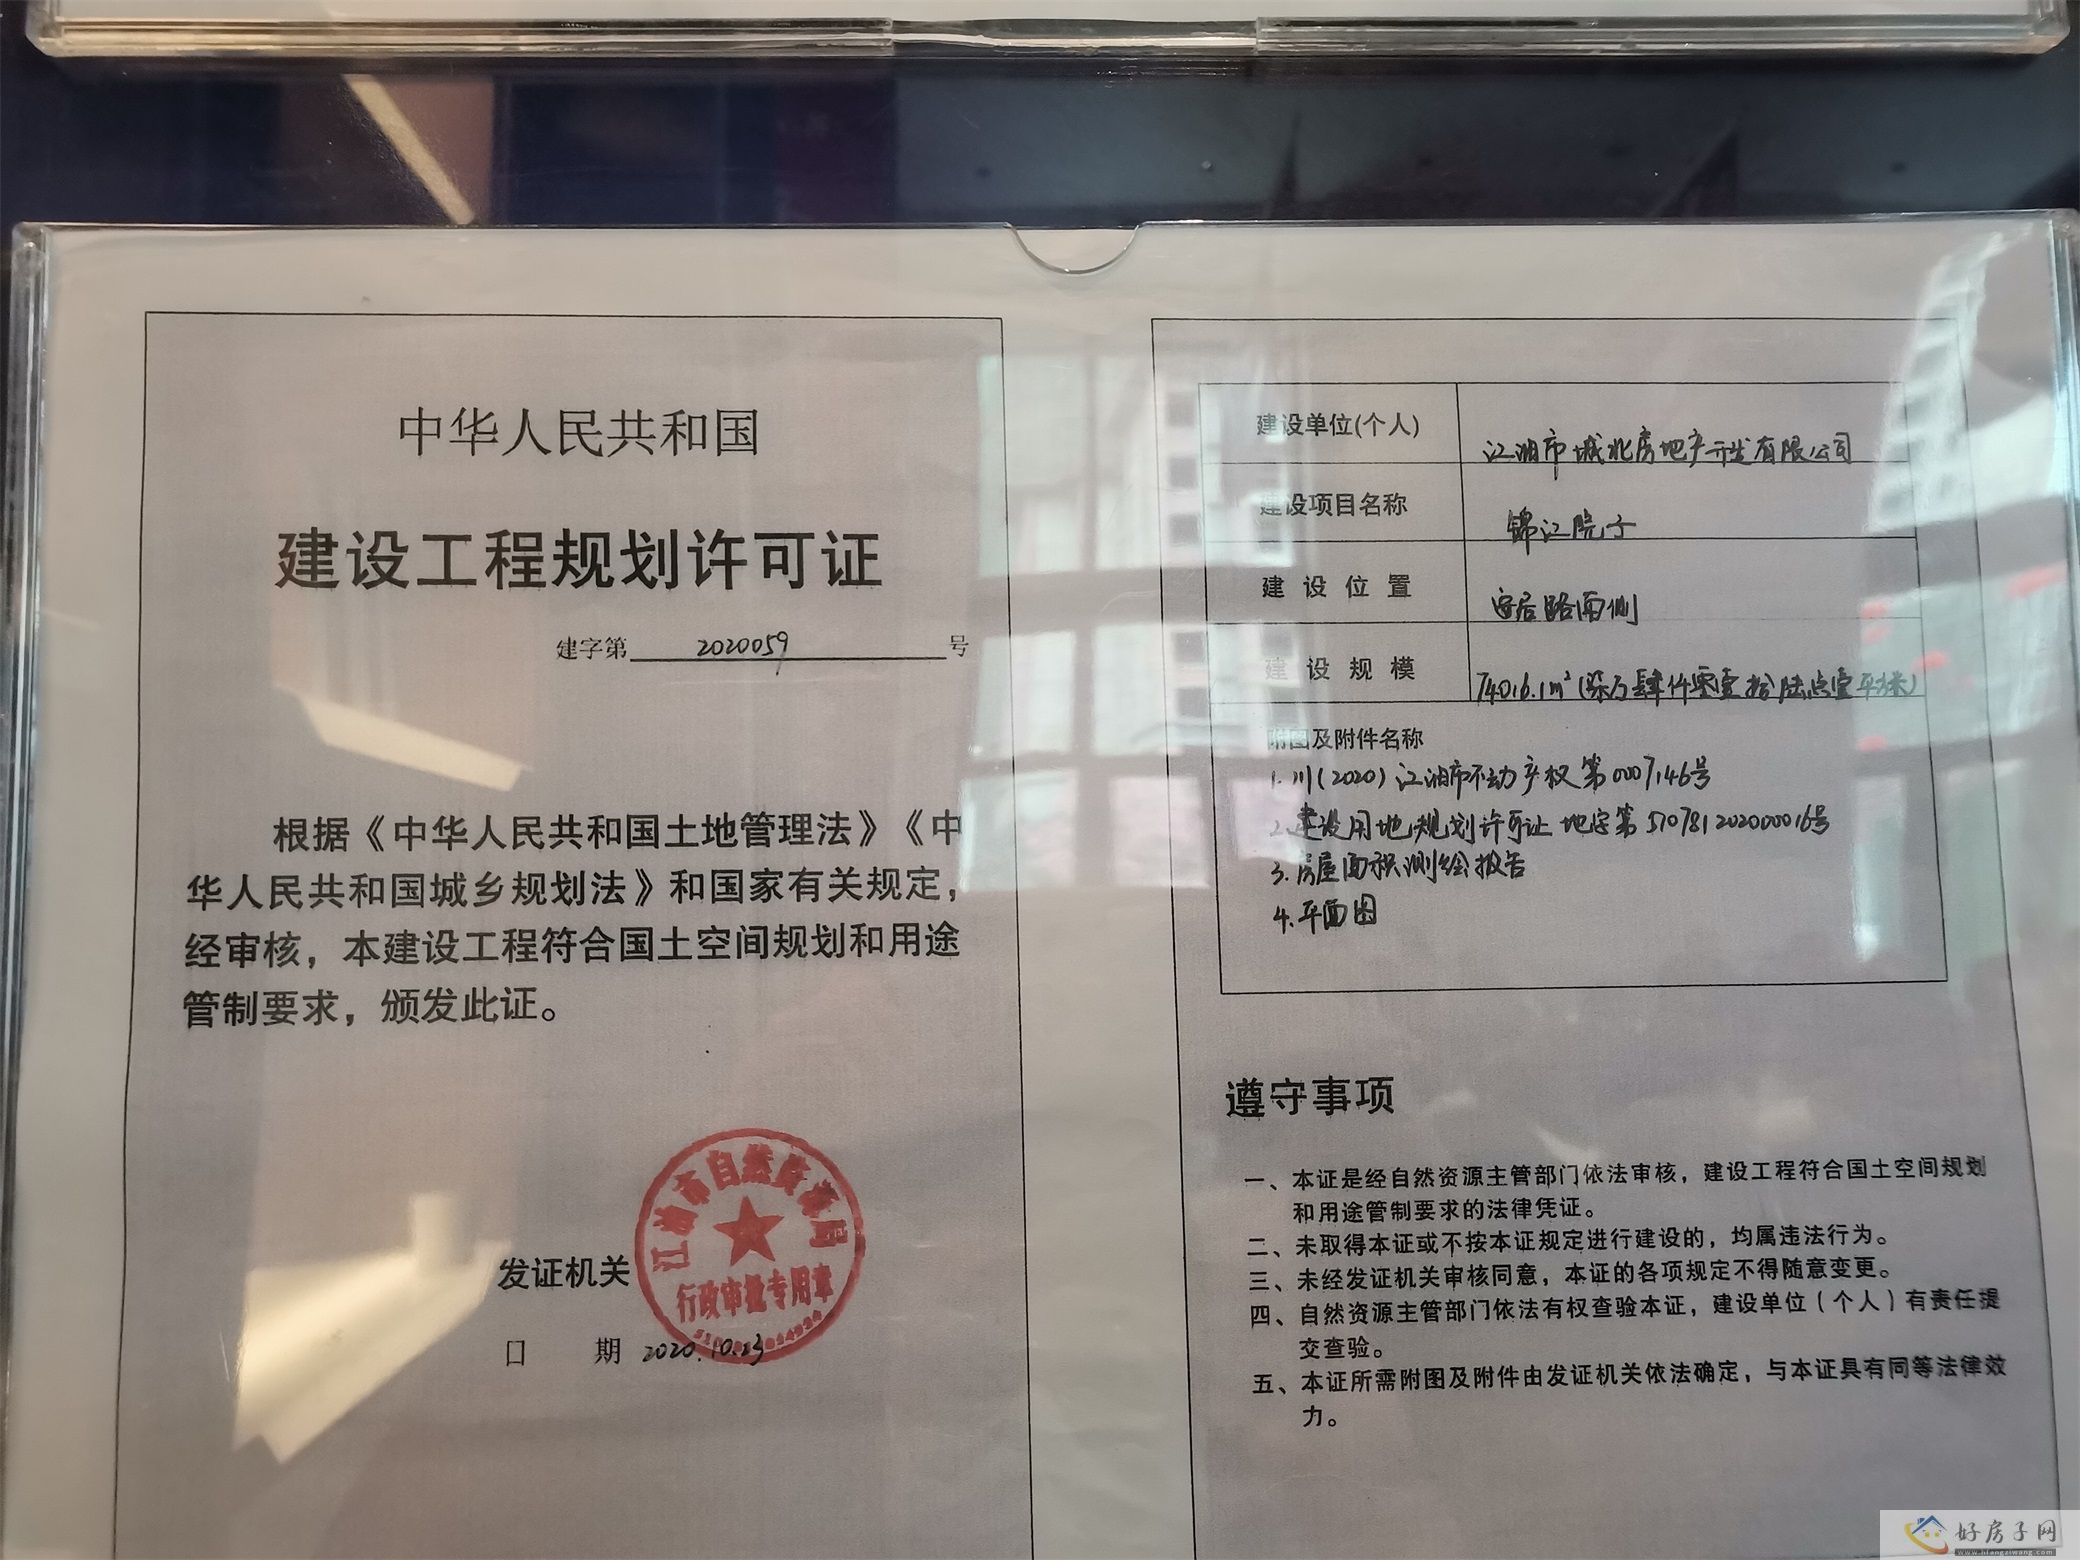 中华人民共和国
建设工程规划许可证
建字第 2020059 号
根据《中华人民共和国土地管理法》《中
华人民共和国城乡规划法》和国家有关规定,
经审核，本建设工程符合国土空间规划和用途
管制要求，颁发此证。
江油市自然资源局
行政审批专用章
发证机关
日 期 2020.10.23
建设单位(个人) 江油市城北房地产开发有限公司
建设项目名称 锦江院子
建设位置 安居路南侧
建设规模 74016.1m²(柒万肆仟零壹拾陆点壹平米)
附图及附件名称
1.川(2020)江油市不动产权第0007146号
2.建设用地规划许可证 地字第510781202000016号
3.房屋面积测绘报告
4.平面图
遵守事项
一、本证是经自然资源主管部门依法审核，建设工程符合国土空间规划
和用途管制要求的法律凭证。
二、未取得本证或不按本证规定进行建设的，均属违法行为。
三、未经发证机关审核同意，本证的各项规定不得随意变更。
四、自然资源主管部门依法有权查验本证，建设单位（个人）有责任提
交查验。
五、本证所需附图及附件由发证机关依法确定，与本证具有同等法律效
力。
好房子网